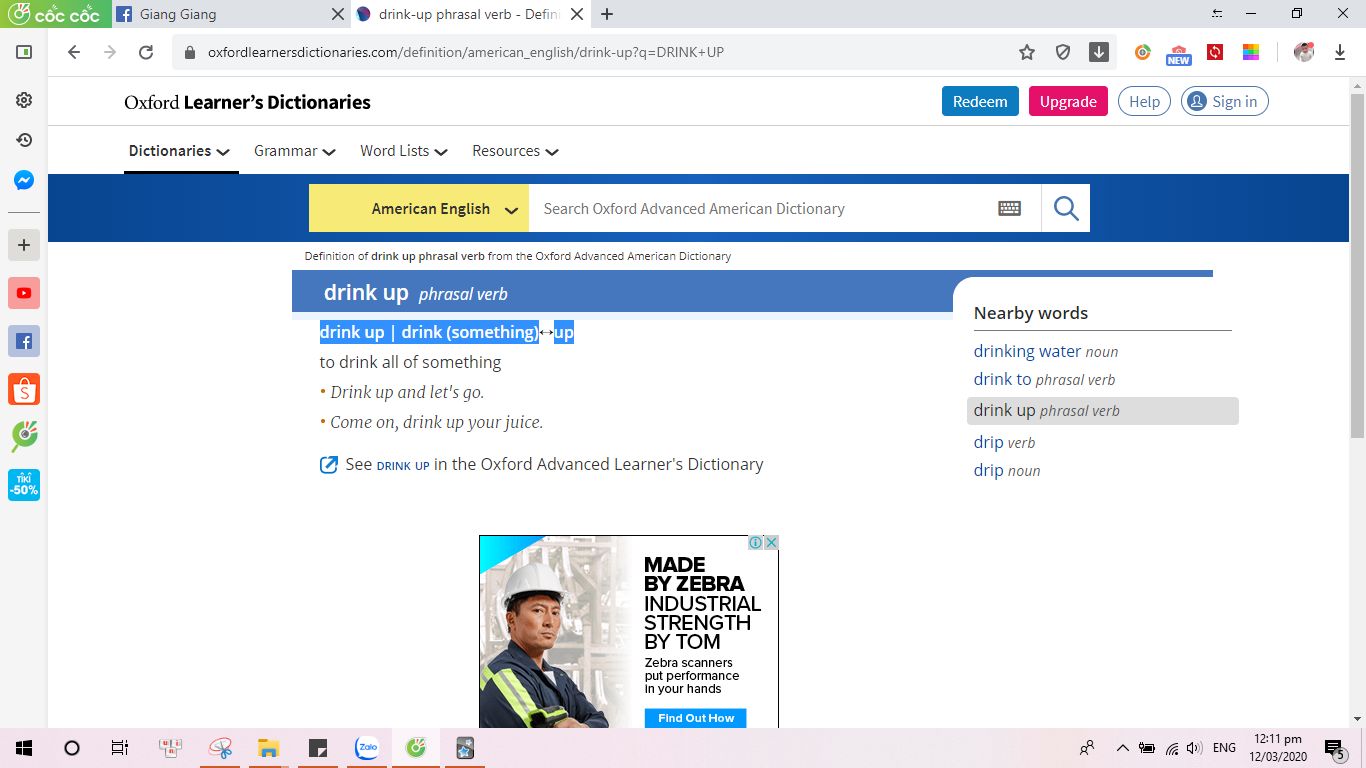 cốc cốc
Giang Giang
drink-up phrasal verb - Defini
oxfordlearnersdictionaries.com/definition/american_english/drink-up?q=DRINK+UP
NEW
Oxford Learner's Dictionaries
Redeem
Upgrade
Help
Sign in
Dictionaries
Grammar
Word Lists
Resources
American English
Search Oxford Advanced American Dictionary
Definition of drink up phrasal verb from the Oxford Advanced American Dictionary
drink up phrasal verb
drink up | drink (something)↔up
to drink all of something
• Drink up and let's go.
• Come on, drink up your juice.
See DRINK UP in the Oxford Advanced Learner's Dictionary
Nearby words
drinking water noun
drink to phrasal verb
drink up phrasal verb
drip verb
drip noun
TIKI
-50%
MADE
BY ZEBRA
INDUSTRIAL
STRENGTH
BY TOM
Zebra scanners
put performance
in your hands
Find Out How
Zalo
ENG
12:11 pm
12/03/2020
5